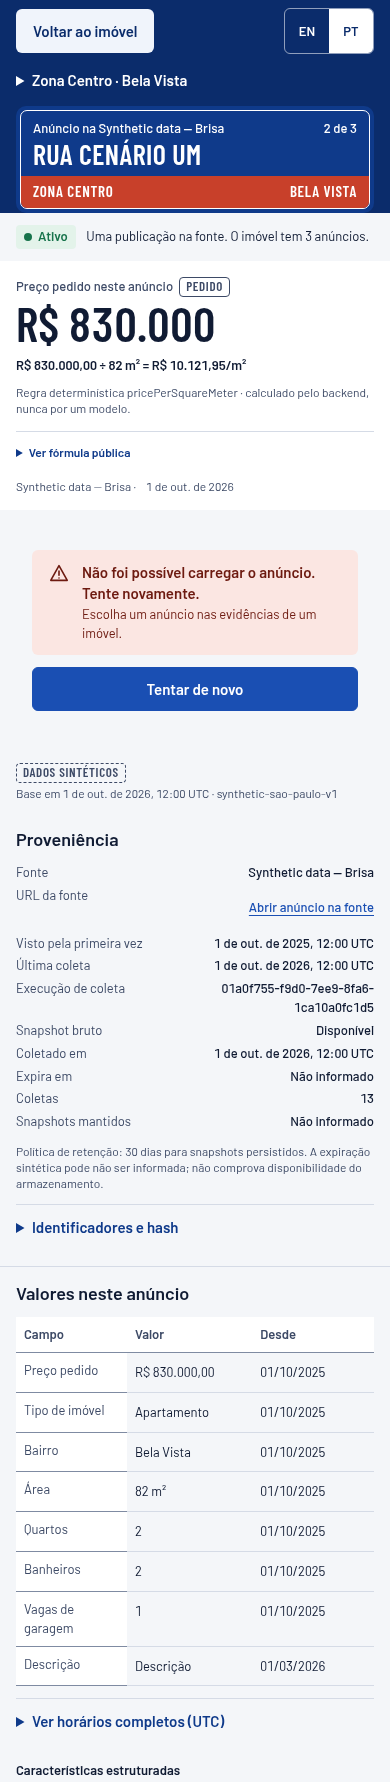 Voltar ao imóvel
EN
PT
Zona Centro · Bela Vista
Anúncio na Synthetic data — Brisa
2 de 3
RUA CENÁRIO UM
ZONA CENTRO
BELA VISTA
Ativo
Uma publicação na fonte. O imóvel tem 3 anúncios.
Preço pedido neste anúncio
PEDIDO
R$ 830.000
R$ 830.000,00 ÷ 82 m² = R$ 10.121,95/m²
Regra determinística pricePerSquareMeter · calculado pelo backend,
nunca por um modelo.
Ver fórmula pública
Synthetic data — Brisa · 1 de out. de 2026
Não foi possível carregar o anúncio.
Tente novamente.
Escolha um anúncio nas evidências de um
imóvel.
Tentar de novo
DADOS SINTÉTICOS
Base em 1 de out. de 2026, 12:00 UTC · synthetic-sao-paulo-v1
Proveniência
Fonte
Synthetic data — Brisa
URL da fonte
Abrir anúncio na fonte
Visto pela primeira vez
1 de out. de 2025, 12:00 UTC
Última coleta
1 de out. de 2026, 12:00 UTC
Execução de coleta
01a0f755-f9d0-7ee9-8fa6-
1ca10a0fc1d5
Snapshot bruto
Disponível
Coletado em
1 de out. de 2026, 12:00 UTC
Expira em
Não informado
Coletas
13
Snapshots mantidos
Não informado
Política de retenção: 30 dias para snapshots persistidos. A expiração
sintética pode não ser informada; não comprova disponibilidade do
armazenamento.
Identificadores e hash
Valores neste anúncio
Campo
Valor
Desde
Preço pedido
R$ 830.000,00
01/10/2025
Tipo de imóvel
Apartamento
01/10/2025
Bairro
Bela Vista
01/10/2025
Área
82 m²
01/10/2025
Quartos
2
01/10/2025
Banheiros
2
01/10/2025
Vagas de
garagem
1
01/10/2025
Descrição
Descrição
01/03/2026
Ver horários completos (UTC)
Características estruturadas